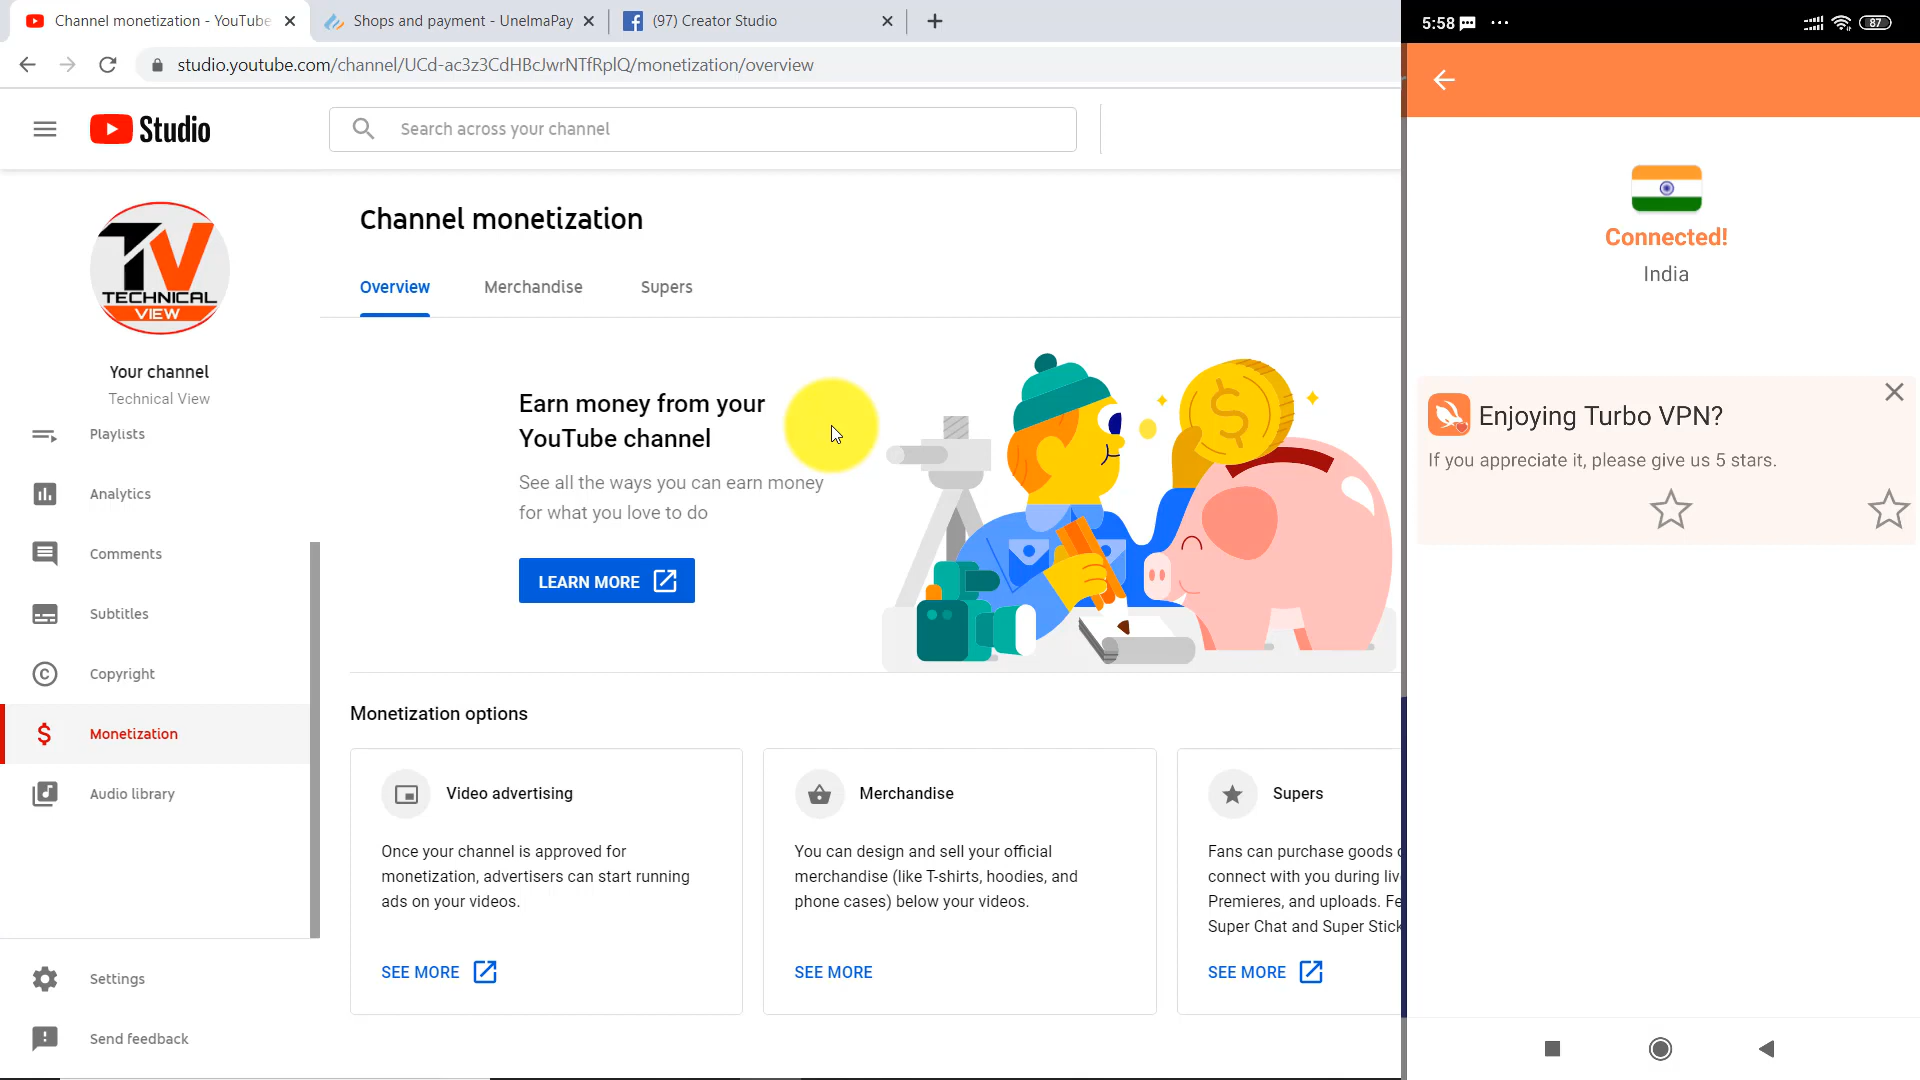 Channel monetization - YouTube
Shops and payment - UnelmaPay
(97) Creator Studio
studio.youtube.com/channel/UCd-ac3z3CdHBcJwrNTfRplQ/monetization/overview
Studio
Search across your channel
TV
TECHNICAL
VIEW
Your channel
Technical View
Playlists
Analytics
Comments
Subtitles
Copyright
Monetization
Audio library
Settings
Send feedback
Channel monetization
Overview
Merchandise
Supers
Earn money from your
YouTube channel
See all the ways you can earn money
for what you love to do
LEARN MORE
Monetization options
Video advertising
Once your channel is approved for
monetization, advertisers can start running
ads on your videos.
SEE MORE
Merchandise
You can design and sell your official
merchandise (like T-shirts, hoodies, and
phone cases) below your videos.
SEE MORE
Supers
Fans can purchase goods
connect with you during
Premieres, and uploads.
Super Chat and Super
SEE MORE
5:58
87
Connected!
India
Enjoying Turbo VPN?
If you appreciate it, please give us 5 stars.